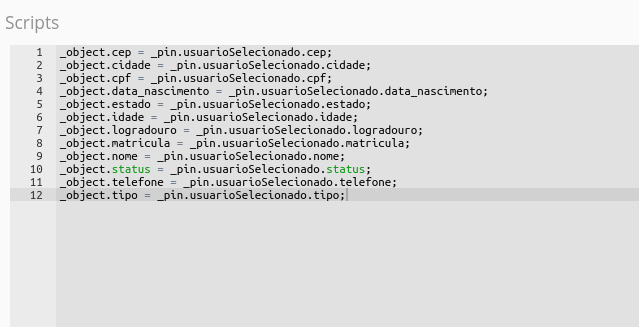 Scripts
1 _object.cep = _pin.usuarioSelecionado.cep;
2 _object.cidade = _pin.usuarioSelecionado.cidade;
3 _object.cpf = _pin.usuarioSelecionado.cpf;
4 _object.data_nascimento = _pin.usuarioSelecionado.data_nascimento;
5 _object.estado = _pin.usuarioSelecionado.estado;
6 _object.idade = _pin.usuarioSelecionado.idade;
7 _object.logradouro = _pin.usuarioSelecionado.logradouro;
8 _object.matricula = _pin.usuarioSelecionado.matricula;
9 _object.nome = _pin.usuarioSelecionado.nome;
10 _object.status = _pin.usuarioSelecionado.status;
11 _object.telefone = _pin.usuarioSelecionado.telefone;
12 _object.tipo = _pin.usuarioSelecionado.tipo;